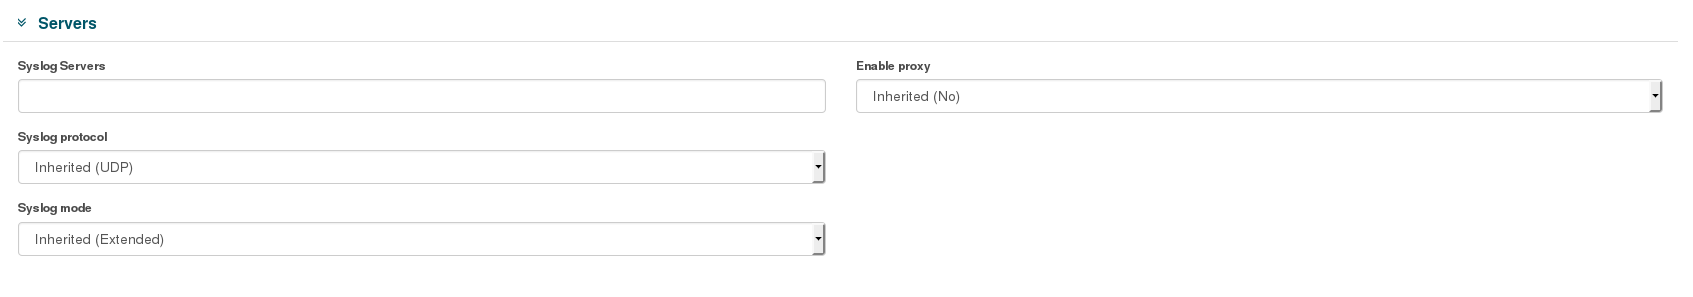 Servers
Syslog Servers
Enable proxy
Inherited (No)
Syslog protocol
Inherited (UDP)
Syslog mode
Inherited (Extended)